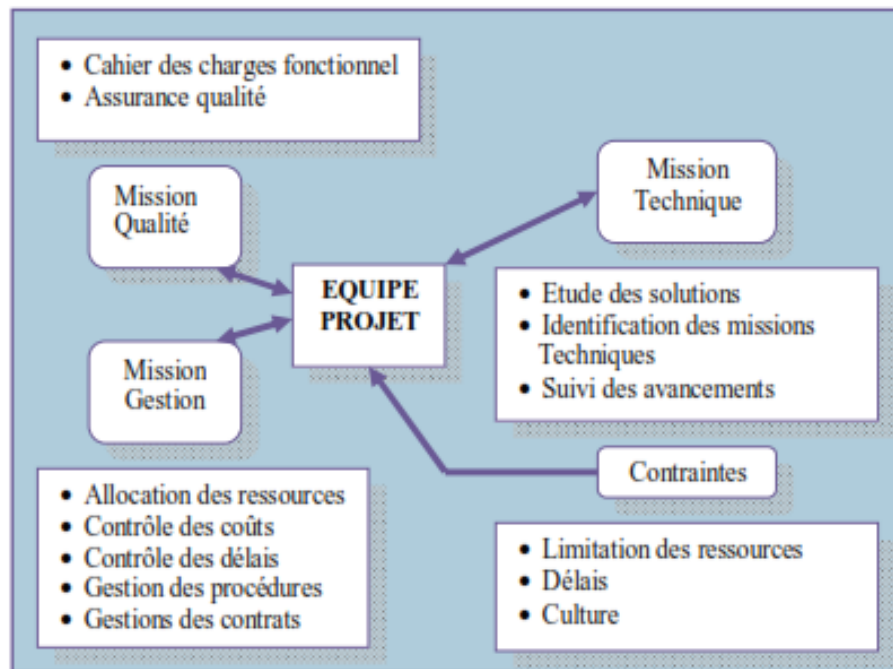 • Cahier des charges fonctionnel
• Assurance qualité
Mission
Qualité
Mission
Technique
EQUIPE
PROJET
• Etude des solutions
• Identification des missions
Techniques
• Suivi des avancements
Mission
Gestion
Contraintes
• Allocation des ressources
• Contrôle des coûts
• Contrôle des délais
• Gestion des procédures
• Gestions des contrats
• Limitation des ressources
• Délais
• Culture